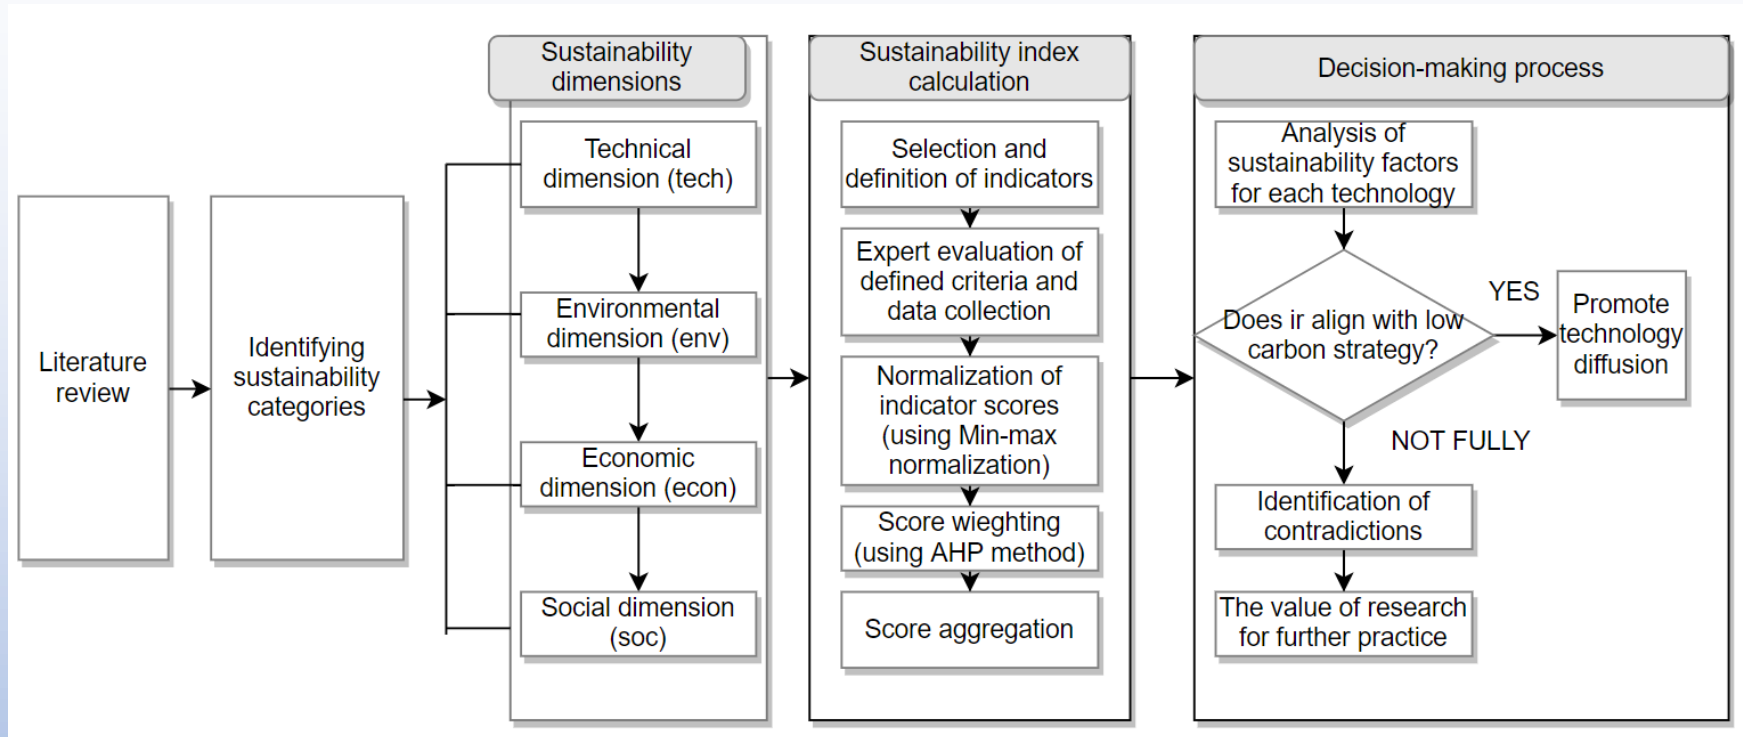 Literature
review
Identifying
sustainability
categories
Sustainability
dimensions
Technical
dimension (tech)
Environmental
dimension (env)
Economic
dimension (econ)
Social dimension
(soc)
Sustainability index
calculation
Selection and
definition of indicators
Expert evaluation of
defined criteria and
data collection
Normalization of
indicator scores
(using Min-max
normalization)
Score wieghting
(using AHP method)
Score aggregation
Decision-making process
Analysis of
sustainability factors
for each technology
Does ir align with low
carbon strategy?
YES
Promote
technology
diffusion
NOT FULLY
Identification of
contradictions
The value of research
for further practice